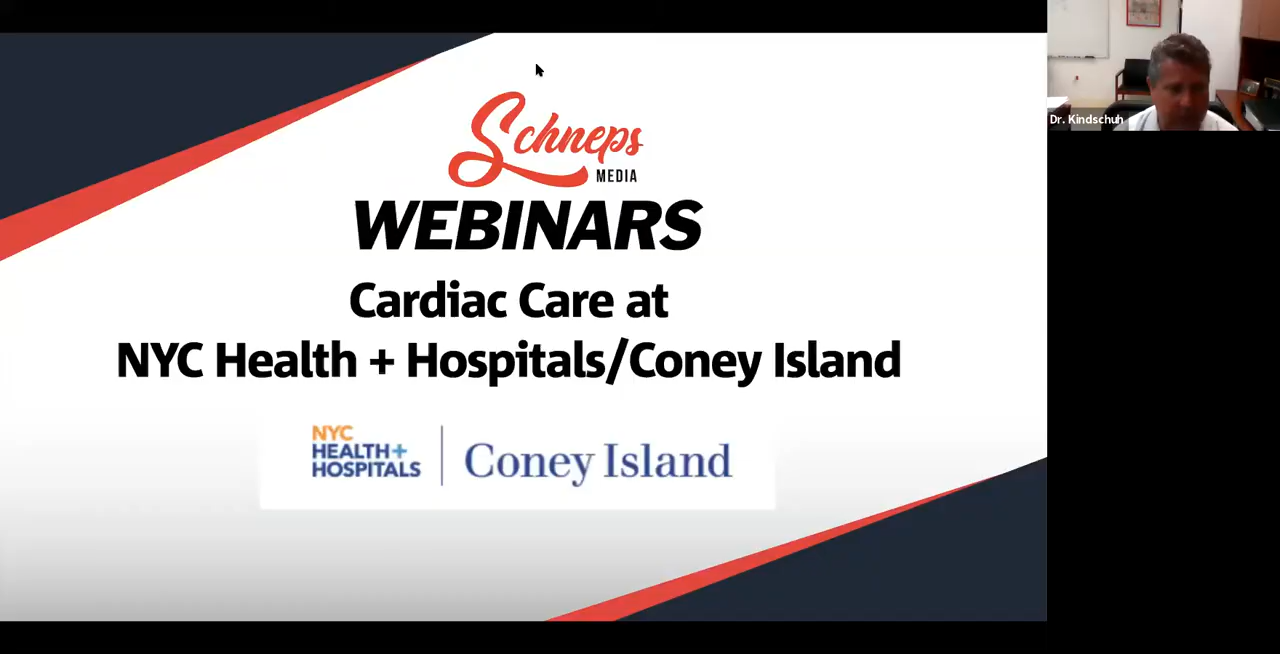 Schneps
MEDIA
WEBINARS
Cardiac Care at
NYC Health + Hospitals/Coney Island
NYC
HEALTH+
HOSPITALS
Coney Island
Dr. Kindschuh